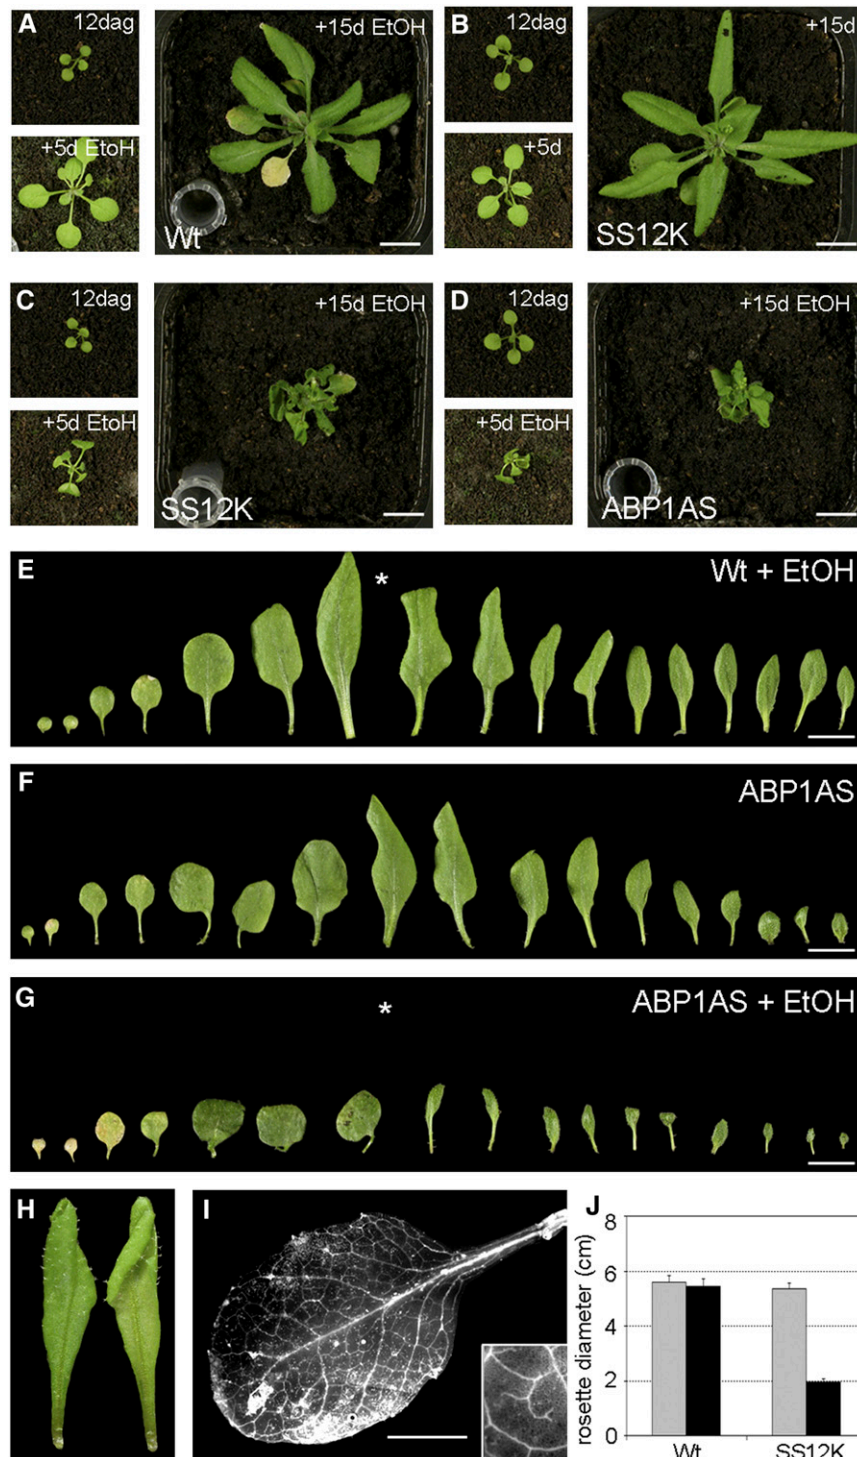 A
12dag
+15d EtOH
+5d EtoH
Wt
B
12dag
+15d
+5d
SS12K
C
12dag
+15d EtOH
+5d EtoH
SS12K
D
12dag
+15d EtOH
+5d EtoH
ABP1AS
E
*
Wt + EtOH
F
ABP1AS
G
*
ABP1AS + EtOH
H
I
J
rosette diameter (cm)
8
6
4
2
0
Wt
SS12K